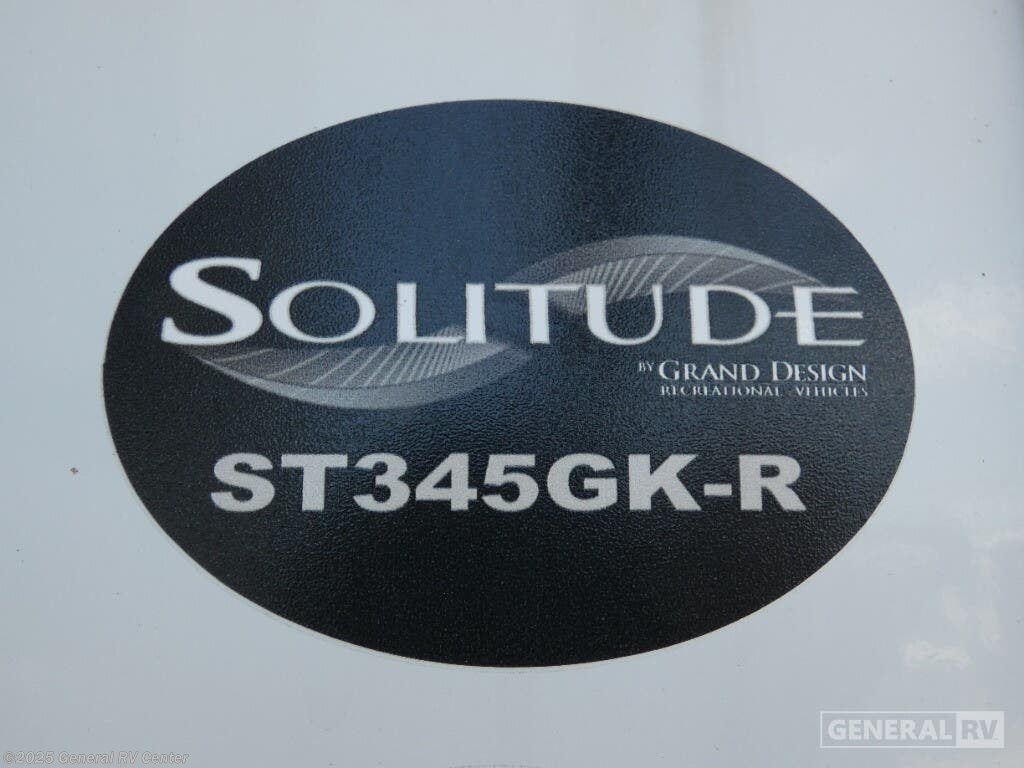 SOLITUDE
BY GRAND DESIGN
RECREATIONAL VEHICLES
ST345GK-R
GENERAL RV
©2025 General RV Center